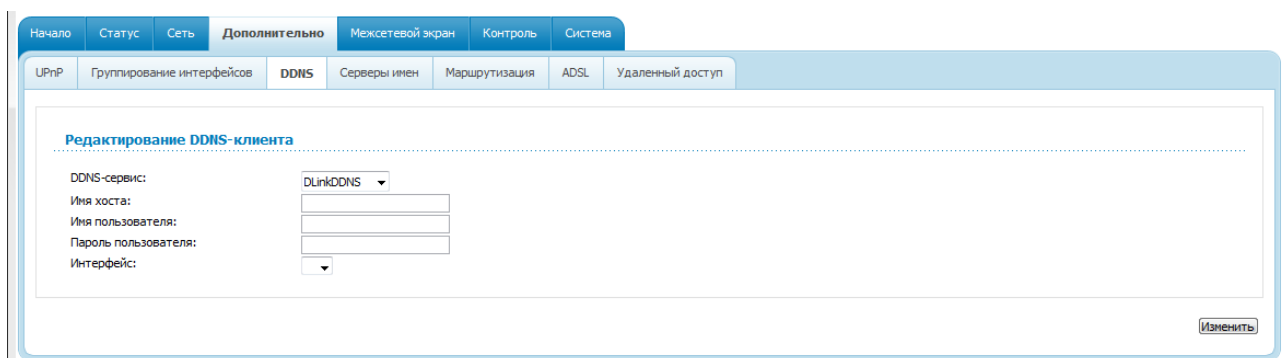 Начало Статус Сеть Дополнительно Межсетевой экран Контроль Система
UPnP Группирование интерфейсов DDNS Серверы имен Маршрутизация ADSL Удаленный доступ
Редактирование DDNS-клиента
DDNS-сервис: DLinkDDNS
Имя хоста:
Имя пользователя:
Пароль пользователя:
Интерфейс:
Изменить